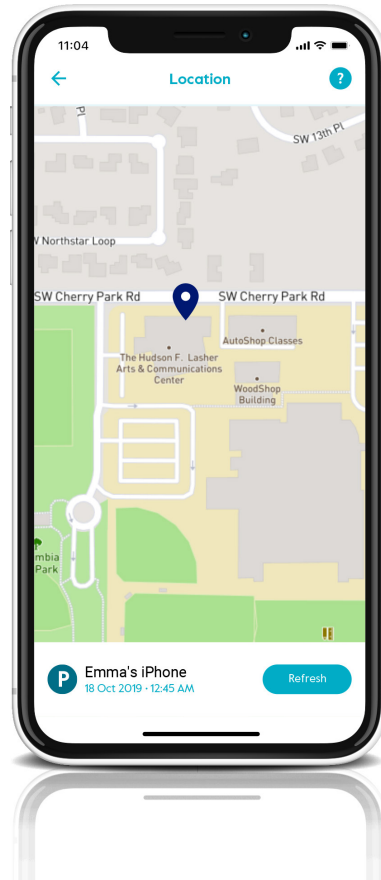 11:04
Location
?
Pl
SW 13th Pl
W Northstar Loop
SW Cherry Park Rd
SW Cherry Park Rd
AutoShop Classes
The Hudson F. Lasher
Arts & Communications
Center
WoodShop
Building
mbia
Park
P
Emma's iPhone
18 Oct 2019 • 12:45 AM
Refresh